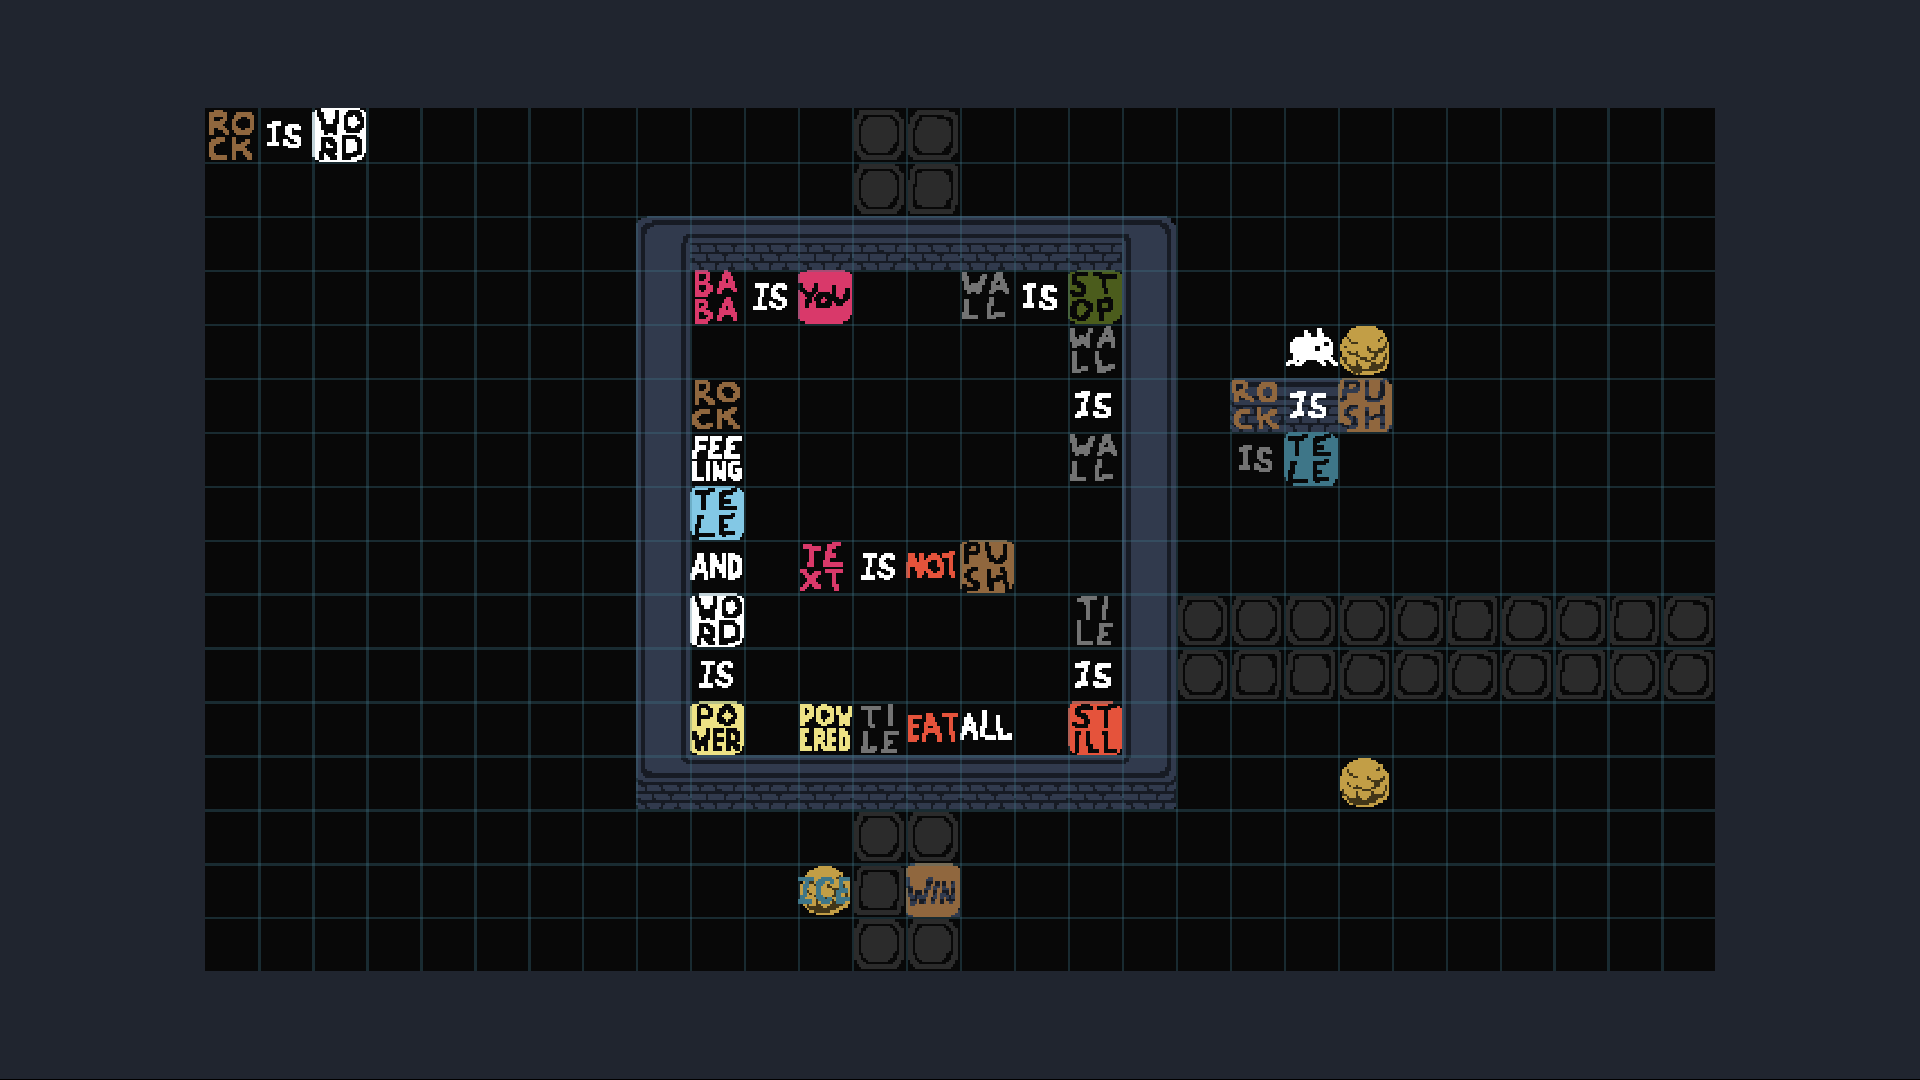 ROCK IS WORD
BABA IS YOU
WALL IS STOP
WALL IS WALL
ROCK FEELING TELE AND WORD IS POWER
ROCK IS PUSH
IS TELE
TEXT IS NOT PUSH
TILE IS STILL
POWERED TILE EAT ALL
ICE
WIN